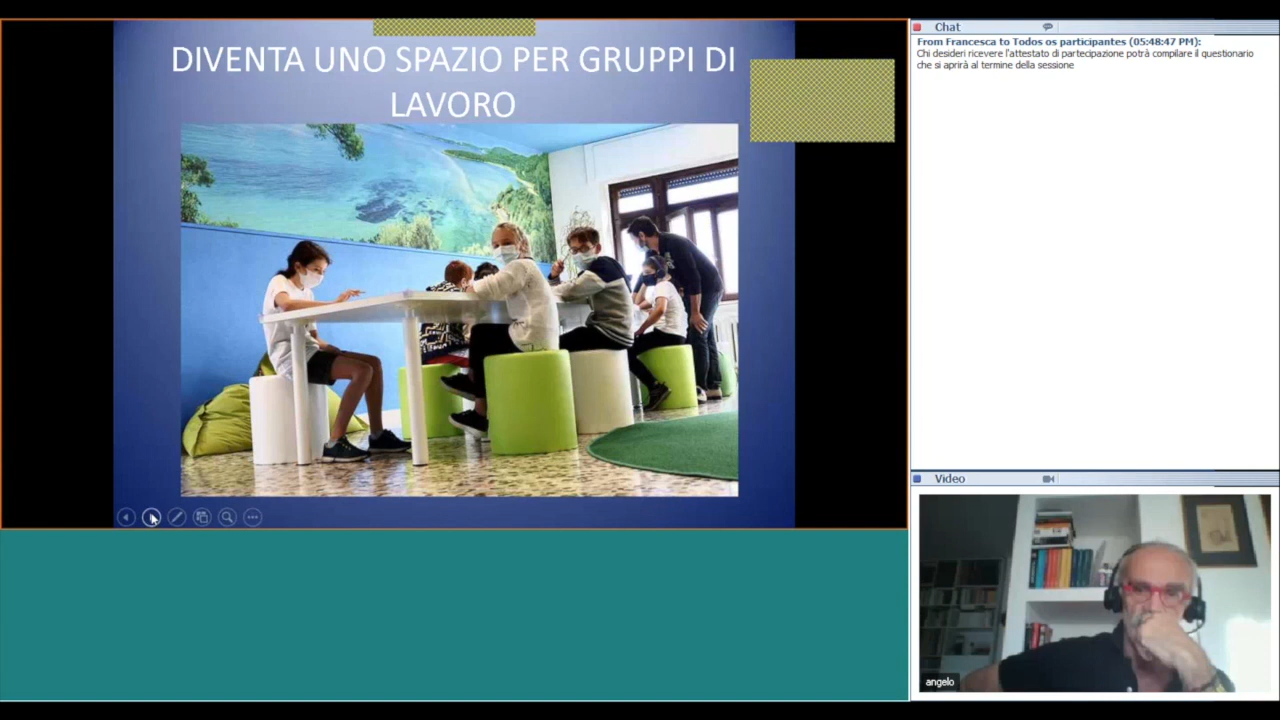 DIVENTA UNO SPAZIO PER GRUPPI DI
LAVORO
Chat
From Francesca to Todos os participantes (05:48:47 PM):
Chi desideri ricevere l'attestato di partecipazione potrà compilare il questionario
che si aprirà al termine della sessione
Video
angelo